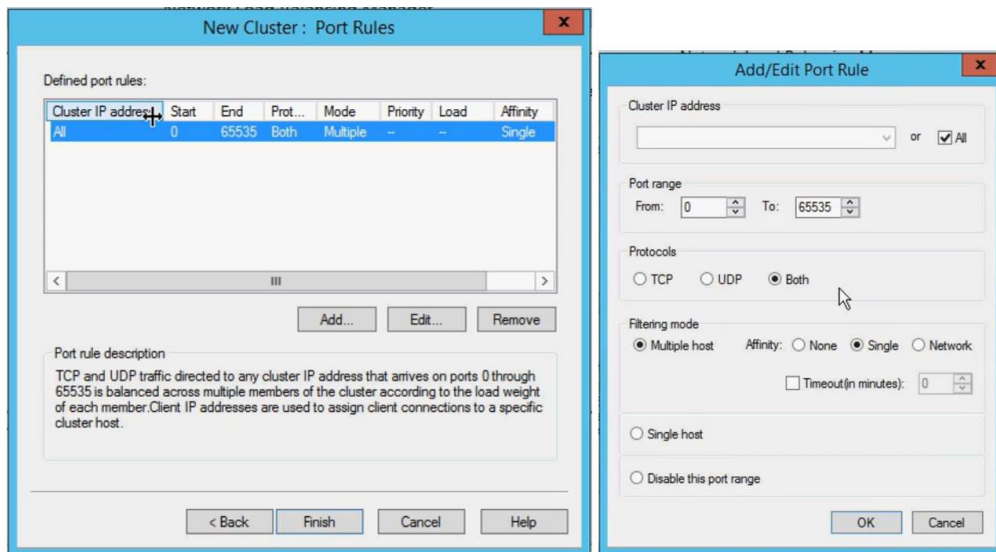 New Cluster : Port Rules
x
Defined port rules:
Cluster IP address Start End Prot... Mode Priority Load Affinity
All 0 65535 Both Multiple -- -- Single
Add... Edit... Remove
Port rule description
TCP and UDP traffic directed to any cluster IP address that arrives on ports 0 through
65535 is balanced across multiple members of the cluster according to the load weight
of each member.Client IP addresses are used to assign client connections to a specific
cluster host.
< Back Finish Cancel Help
Add/Edit Port Rule
x
Cluster IP address
or All
Port range
From: 0 To: 65535
Protocols
TCP UDP Both
Filtering mode
Multiple host Affinity: None Single Network
Timeout(in minutes): 0
Single host
Disable this port range
OK Cancel